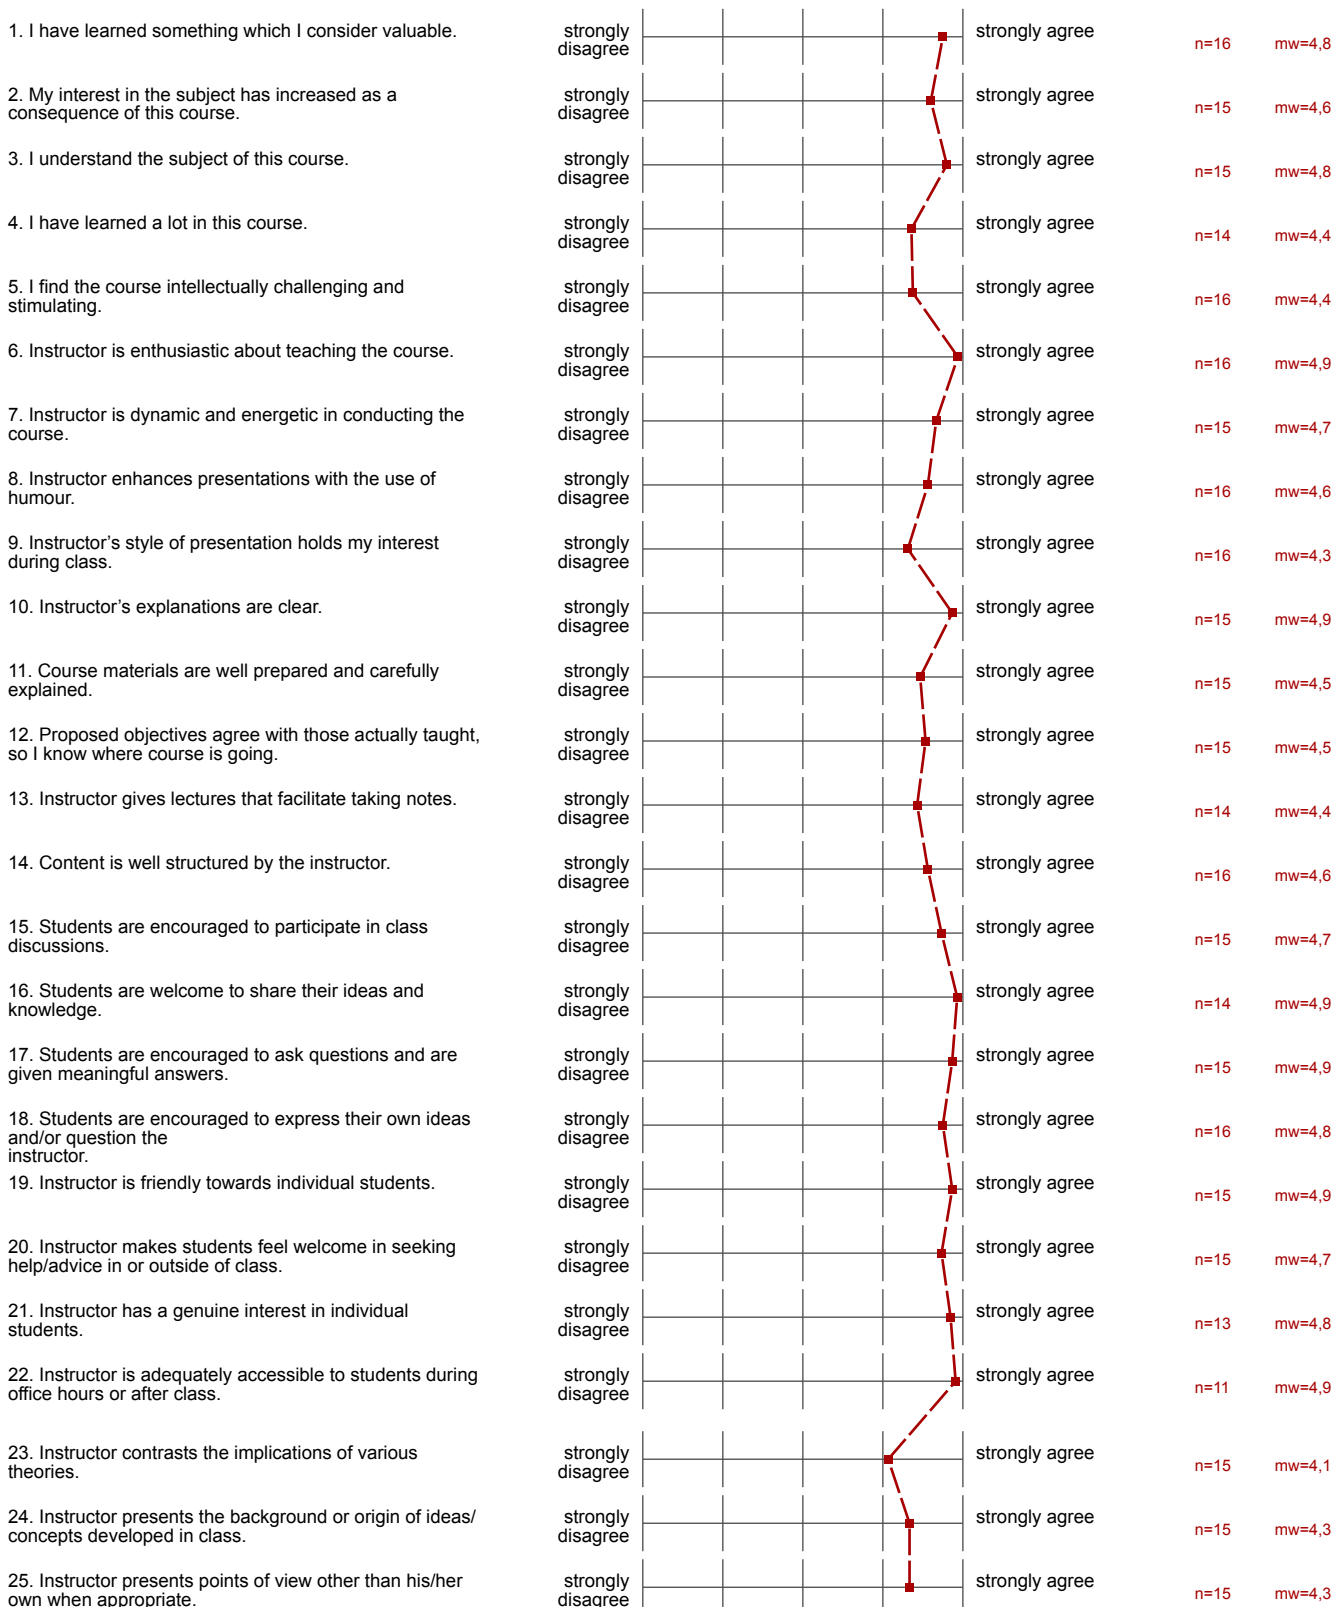 1. I have learned something which I consider valuable.
strongly
disagree
strongly agree
n=16
mw=4,8
2. My interest in the subject has increased as a
consequence of this course.
strongly
disagree
strongly agree
n=15
mw=4,6
3. I understand the subject of this course.
strongly
disagree
strongly agree
n=15
mw=4,8
4. I have learned a lot in this course.
strongly
disagree
strongly agree
n=14
mw=4,4
5. I find the course intellectually challenging and
stimulating.
strongly
disagree
strongly agree
n=16
mw=4,4
6. Instructor is enthusiastic about teaching the course.
strongly
disagree
strongly agree
n=16
mw=4,9
7. Instructor is dynamic and energetic in conducting the
course.
strongly
disagree
strongly agree
n=15
mw=4,7
8. Instructor enhances presentations with the use of
humour.
strongly
disagree
strongly agree
n=16
mw=4,6
9. Instructor's style of presentation holds my interest
during class.
strongly
disagree
strongly agree
n=16
mw=4,3
10. Instructor's explanations are clear.
strongly
disagree
strongly agree
n=15
mw=4,9
11. Course materials are well prepared and carefully
explained.
strongly
disagree
strongly agree
n=15
mw=4,5
12. Proposed objectives agree with those actually taught,
so I know where course is going.
strongly
disagree
strongly agree
n=15
mw=4,5
13. Instructor gives lectures that facilitate taking notes.
strongly
disagree
strongly agree
n=14
mw=4,4
14. Content is well structured by the instructor.
strongly
disagree
strongly agree
n=16
mw=4,6
15. Students are encouraged to participate in class
discussions.
strongly
disagree
strongly agree
n=15
mw=4,7
16. Students are welcome to share their ideas and
knowledge.
strongly
disagree
strongly agree
n=14
mw=4,9
17. Students are encouraged to ask questions and are
given meaningful answers.
strongly
disagree
strongly agree
n=15
mw=4,9
18. Students are encouraged to express their own ideas
and/or question the
instructor.
strongly
disagree
strongly agree
n=16
mw=4,8
19. Instructor is friendly towards individual students.
strongly
disagree
strongly agree
n=15
mw=4,9
20. Instructor makes students feel welcome in seeking
help/advice in or outside of class.
strongly
disagree
strongly agree
n=15
mw=4,7
21. Instructor has a genuine interest in individual
students.
strongly
disagree
strongly agree
n=13
mw=4,8
22. Instructor is adequately accessible to students during
office hours or after class.
strongly
disagree
strongly agree
n=11
mw=4,9
23. Instructor contrasts the implications of various
theories.
strongly
disagree
strongly agree
n=15
mw=4,1
24. Instructor presents the background or origin of ideas/
concepts developed in class.
strongly
disagree
strongly agree
n=15
mw=4,3
25. Instructor presents points of view other than his/her
own when appropriate.
strongly
disagree
strongly agree
n=15
mw=4,3